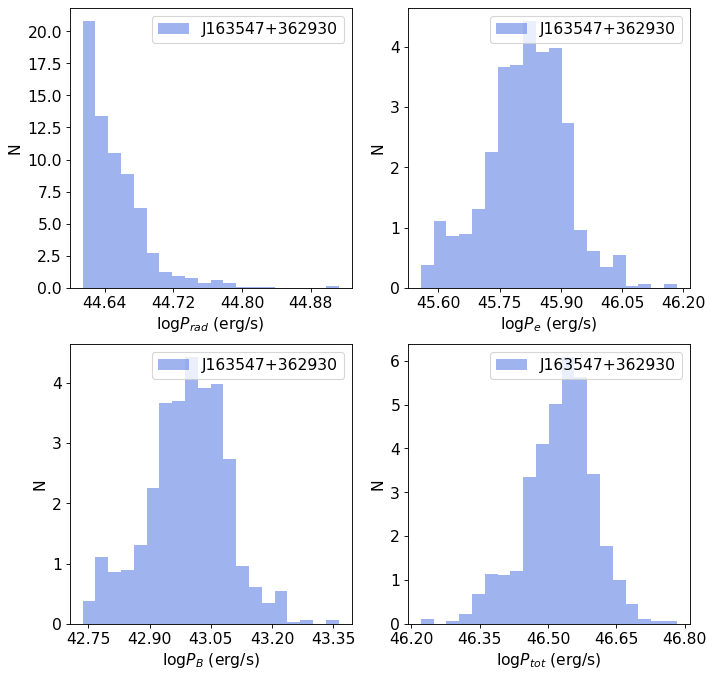 J163547+362930
N
20.0
17.5
15.0
12.5
10.0
7.5
5.0
2.5
0.0
44.64 44.72 44.80 44.88
logP_rad (erg/s)
J163547+362930
N
4
3
2
1
0
45.60 45.75 45.90 46.05 46.20
logP_e (erg/s)
J163547+362930
N
4
3
2
1
0
42.75 42.90 43.05 43.20 43.35
logP_B (erg/s)
J163547+362930
N
6
5
4
3
2
1
0
46.20 46.35 46.50 46.65 46.80
logP_tot (erg/s)